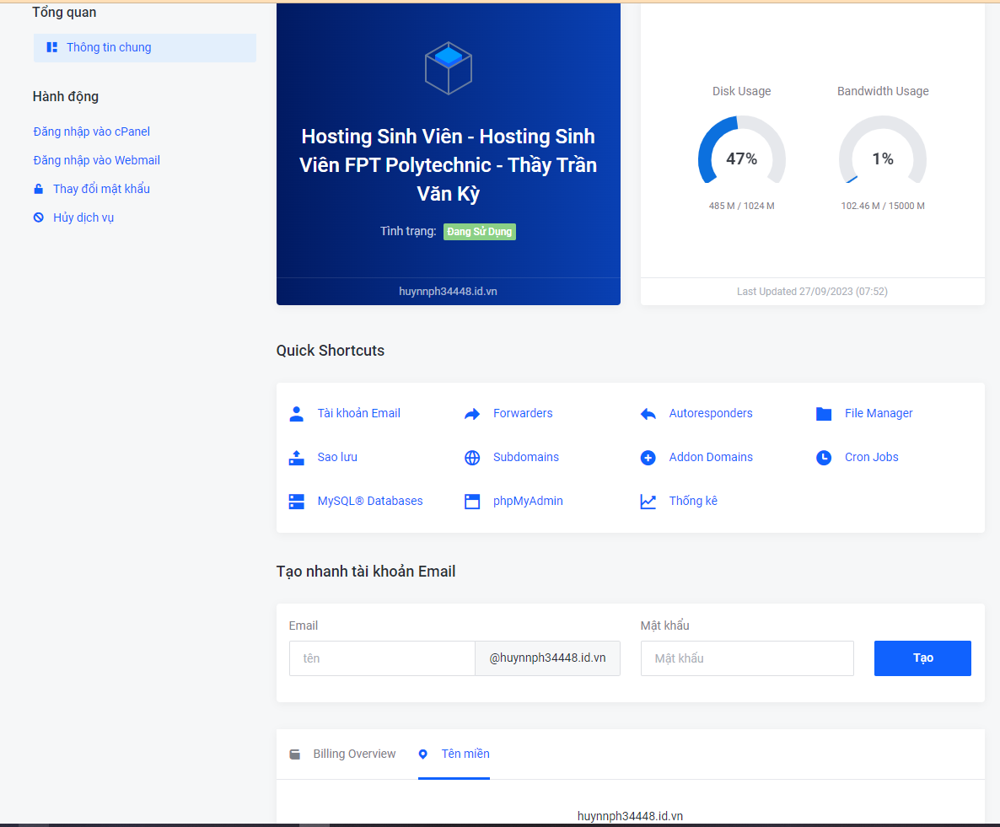 Tổng quan
Thông tin chung
Hành động
Đăng nhập vào cPanel
Đăng nhập vào Webmail
Thay đổi mật khẩu
Hủy dịch vụ
Hosting Sinh Viên - Hosting Sinh
Viên FPT Polytechnic - Thầy Trần
Văn Kỳ
Tình trạng: Đang Sử Dụng
huynnph34448.id.vn
Disk Usage
47%
485 M / 1024 M
Bandwidth Usage
1%
102.46 M / 15000 M
Last Updated 27/09/2023 (07:52)
Quick Shortcuts
Tài khoản Email
Forwarders
Autoresponders
File Manager
Sao lưu
Subdomains
Addon Domains
Cron Jobs
MySQL® Databases
phpMyAdmin
Thống kê
Tạo nhanh tài khoản Email
Email
tên
@huynnph34448.id.vn
Mật khẩu
Mật khẩu
Tạo
Billing Overview
Tên miền
huynnph34448.id.vn